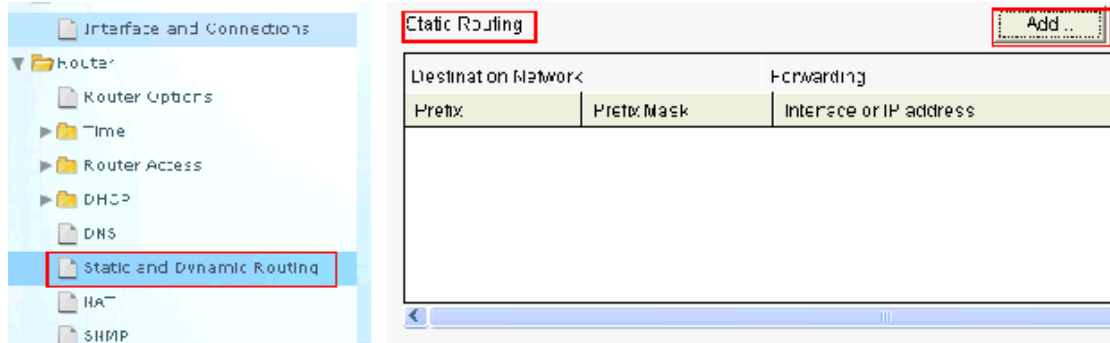 Interface and Connections
Router
Router Options
Time
Router Access
DHCP
DNS
Static and Dynamic Routing
NAT
SNMP
Static Routing
Add ...
Destination Network
Forwarding
Prefix
Prefix Mask
Interface or IP address